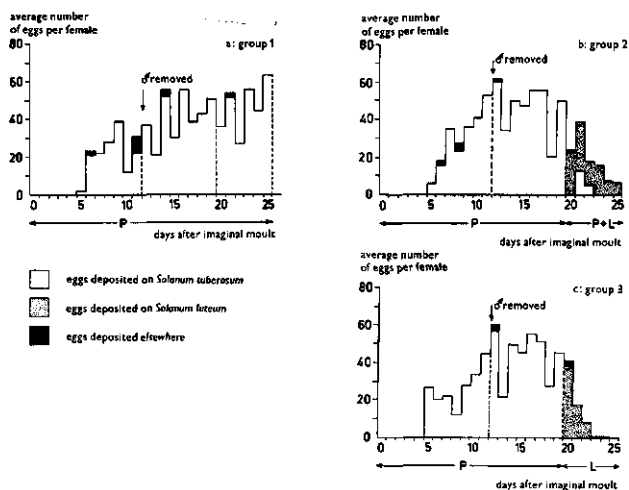 average number
of eggs per female
a: group 1
♂removed
80
60
40
20
0
0 5 10 15 20 25
P
days after imaginal moult
average number
of eggs per female
b: group 2
♂removed
80
60
40
20
0
0 5 10 15 20 25
P P+L
days after imaginal moult
eggs deposited on Solanum tuberosum
eggs deposited on Solanum luteum
eggs deposited elsewhere
average number
of eggs per female
c: group 3
♂removed
80
60
40
20
0
0 5 10 15 20 25
P L
days after imaginal moult